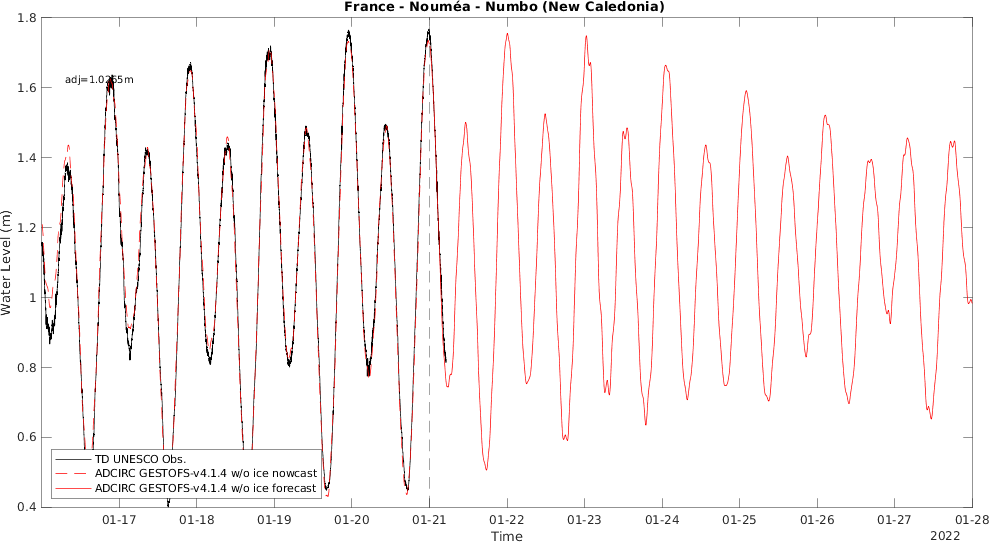 France - Nouméa - Numbo (New Caledonia)
1.8
1.6
1.4
1.2
1
0.8
0.6
0.4
Water Level (m)
adj=1.0265m
TD UNESCO Obs.
ADCIRC GESTOFS-v4.1.4 w/o ice nowcast
ADCIRC GESTOFS-v4.1.4 w/o ice forecast
01-17 01-18 01-19 01-20 01-21 01-22 01-23 01-24 01-25 01-26 01-27 01-28
Time
2022